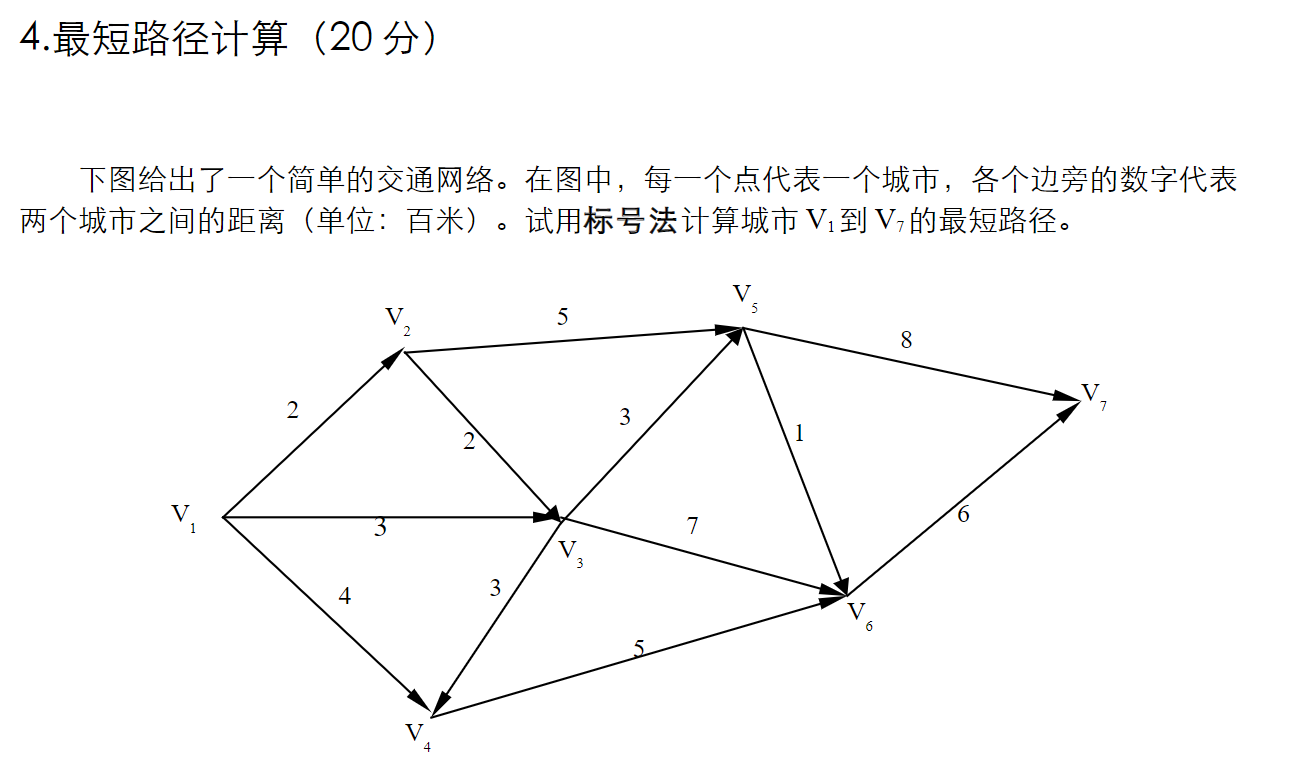 4.最短路径计算（20 分）
下图给出了一个简单的交通网络。在图中，每一个点代表一个城市，各个边旁的数字代表
两个城市之间的距离（单位：百米）。试用标号法计算城市 V1 到 V7 的最短路径。
V5
V2
5
8
V7
2
3
2
1
V1
3
7
6
V3
4
3
V6
5
V4